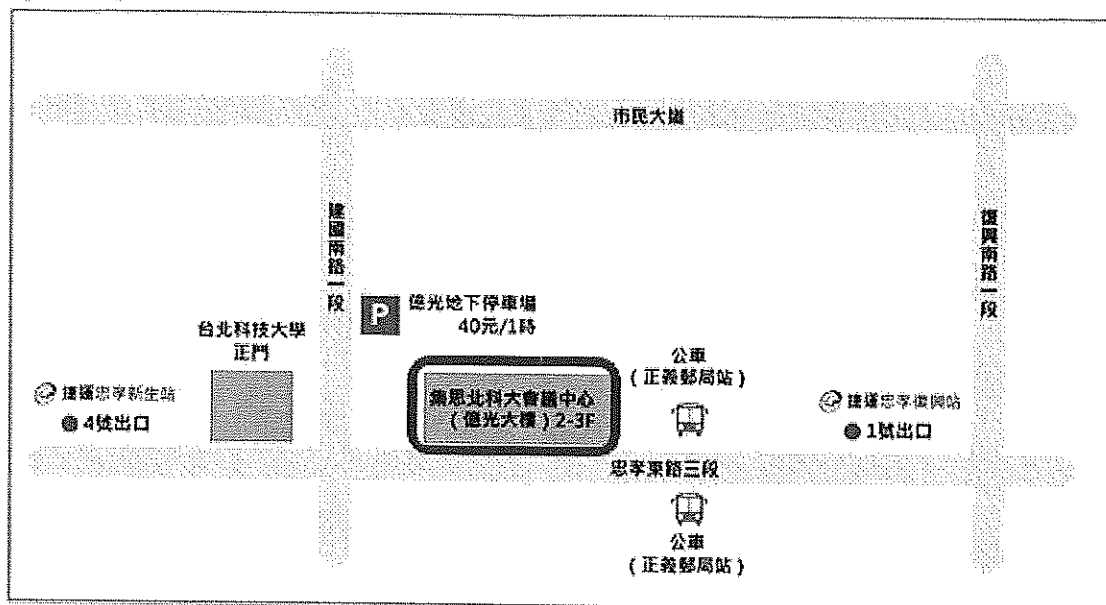 市民大道
建國南路一段
復興南路一段
P
億光地下停車場
40元/1時
台北科技大學
正門
公車
(正義郵局站)
捷運忠孝新生站
4號出口
集思北科大會議中心
(億光大樓)2-3F
捷運忠孝復興站
1號出口
忠孝東路三段
公車
(正義郵局站)